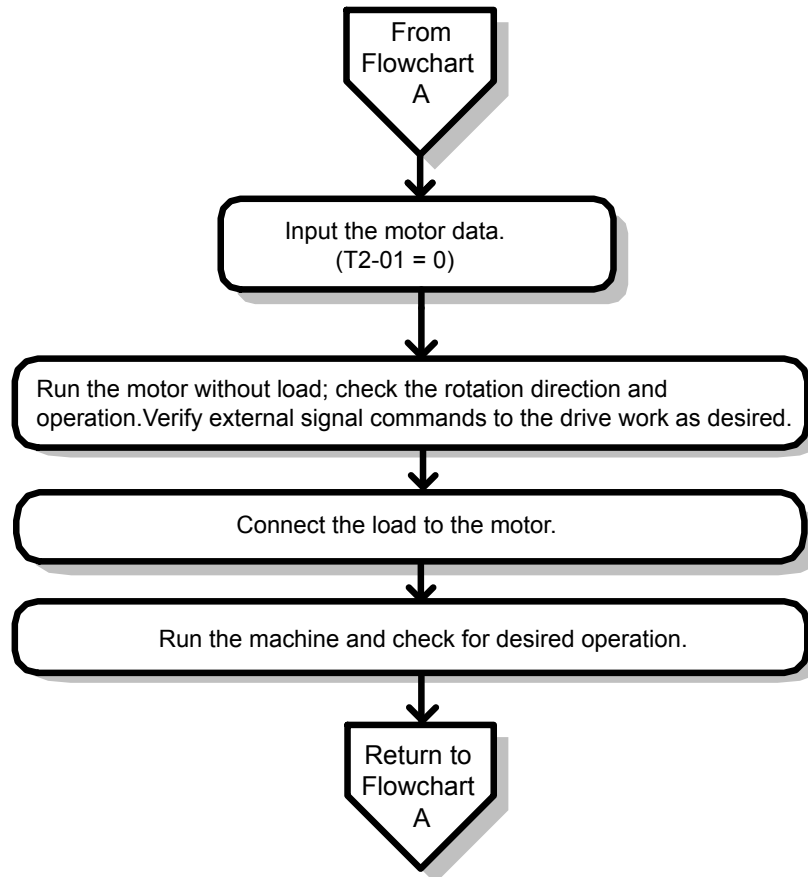 From
Flowchart
A
Input the motor data.
(T2-01 = 0)
Run the motor without load; check the rotation direction and
operation.Verify external signal commands to the drive work as desired.
Connect the load to the motor.
Run the machine and check for desired operation.
Return to
Flowchart
A